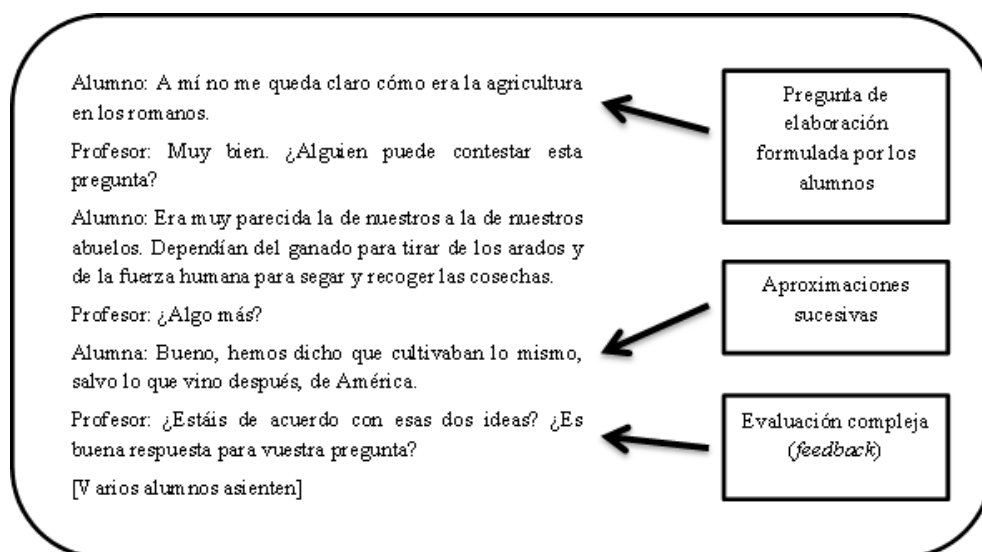 Alumno: A mí no me queda claro cómo era la agricultura
en los romanos.
Profesor: Muy bien. ¿Alguien puede contestar esta
pregunta?
Alumno: Era muy parecida la de nuestros a la de nuestros
abuelos. Dependían del ganado para tirar de los arados y
de la fuerza humana para segar y recoger las cosechas.
Profesor: ¿Algo más?
Alumna: Bueno, hemos dicho que cultivaban lo mismo,
salvo lo que vino después, de América.
Profesor: ¿Estáis de acuerdo con esas dos ideas? ¿Es
buena respuesta para vuestra pregunta?
[Varios alumnos asienten]
Pregunta de
elaboración
formulada por los
alumnos
Aproximaciones
sucesivas
Evaluación compleja
(feedback)